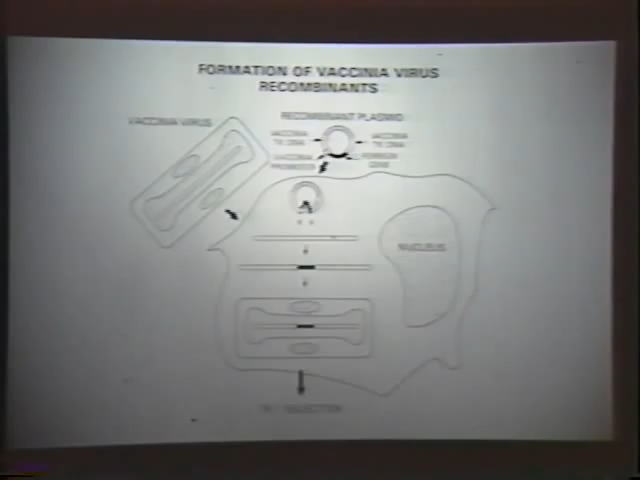 FORMATION OF VACCINIA VIRUS
RECOMBINANTS
VACCINIA VIRUS
RECOMBINANT PLASMID
VACCINIA
TK DNA
VACCINIA
TK DNA
VACCINIA
PROMOTER
FOREIGN
GENE
NUCLEUS
SELECTION